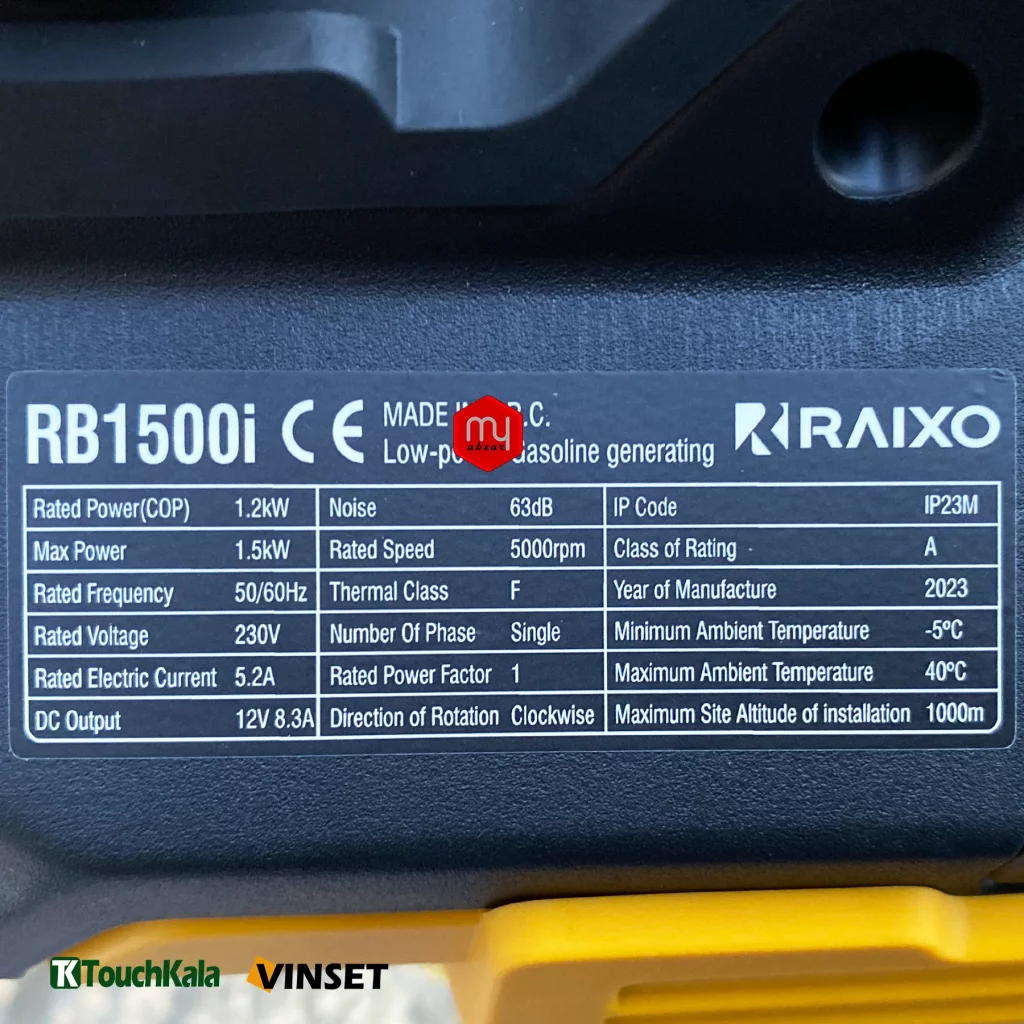 RB1500i CE MADE .C. RAIXO
Low- Gasoline generating
my
abzar
Rated Power(COP) 1.2kW Noise 63dB IP Code IP23M
Max Power 1.5kW Rated Speed 5000rpm Class of Rating A
Rated Frequency 50/60Hz Thermal Class F Year of Manufacture 2023
Rated Voltage 230V Number Of Phase Single Minimum Ambient Temperature -5ºC
Rated Electric Current 5.2A Rated Power Factor 1 Maximum Ambient Temperature 40ºC
DC Output 12V 8.3A Direction of Rotation Clockwise Maximum Site Altitude of installation 1000m
TK TouchKala VINSET